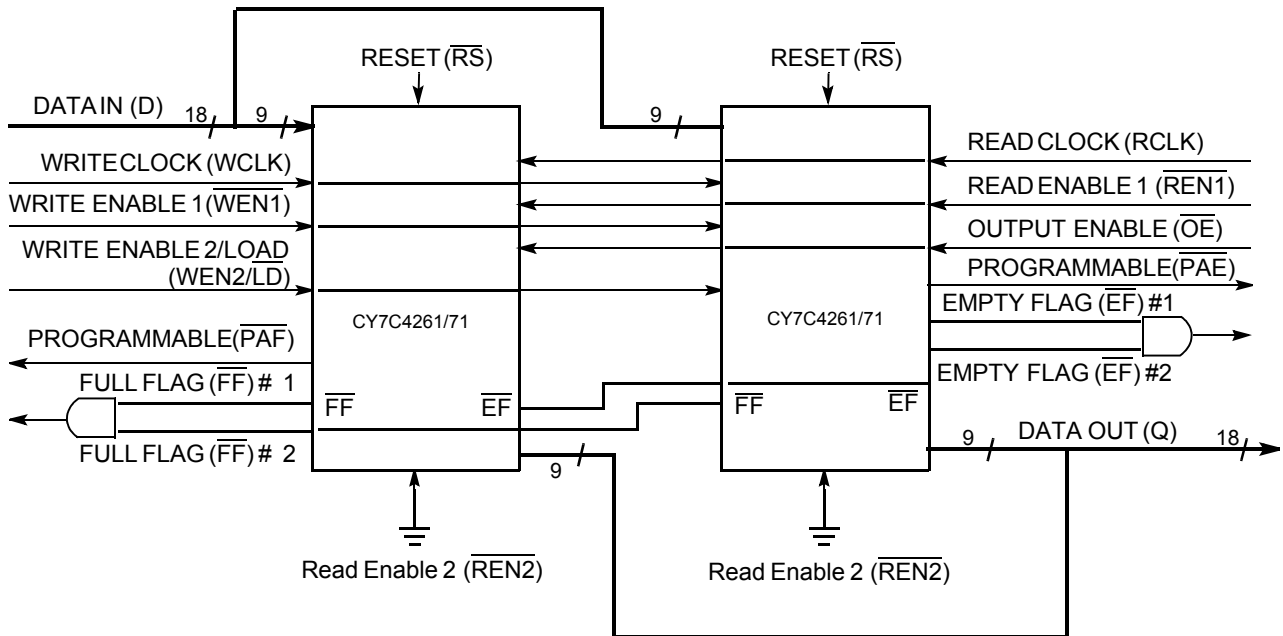 RESET (RS) RESET (RS)
DATA IN (D) 18 9 9
READ CLOCK (RCLK)
WRITE CLOCK (WCLK)
READ ENABLE 1 (REN1)
WRITE ENABLE 1 (WEN1)
OUTPUT ENABLE (OE)
WRITE ENABLE 2/LOAD
(WEN2/LD)
PROGRAMMABLE (PAE)
EMPTY FLAG (EF) #1
CY7C4261/71 CY7C4261/71
PROGRAMMABLE (PAF)
EMPTY FLAG (EF) #2
FULL FLAG (FF) # 1
FF EF FF EF
FULL FLAG (FF) # 2
9
9 DATA OUT (Q) 18
Read Enable 2 (REN2) Read Enable 2 (REN2)